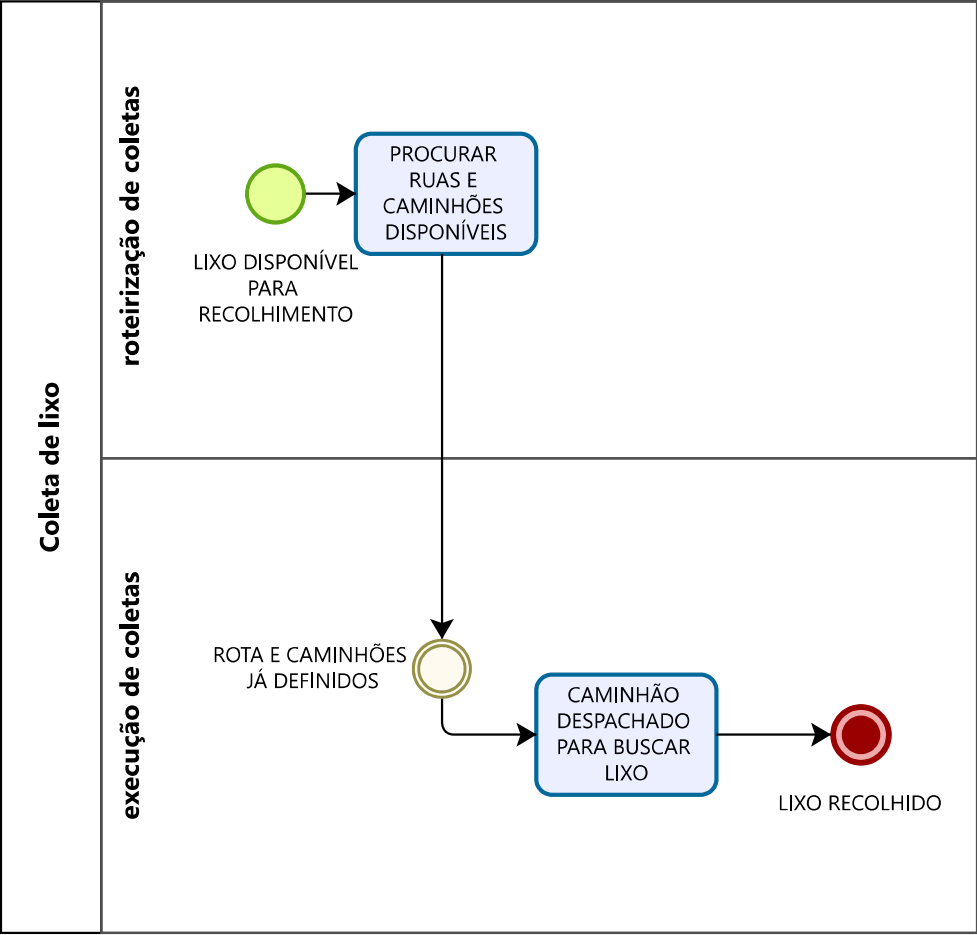 Coleta de lixo
roteirização de coletas
LIXO DISPONÍVEL
PARA
RECOLHIMENTO
PROCURAR
RUAS E
CAMINHÕES
DISPONÍVEIS
execução de coletas
ROTA E CAMINHÕES
JÁ DEFINIDOS
CAMINHÃO
DESPACHADO
PARA BUSCAR
LIXO
LIXO RECOLHIDO